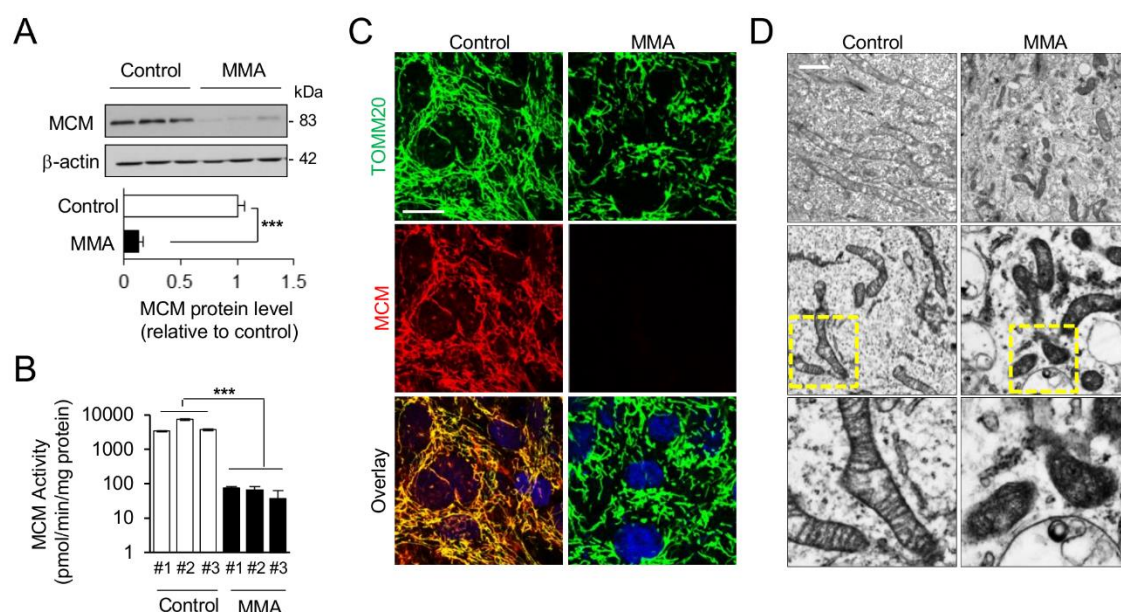 A
Control MMA
kDa
MCM - 83
β-actin - 42
Control
***
MMA
0 0.5 1 1.5
MCM protein level
(relative to control)
B
***
MCM Activity
(pmol/min/mg protein)
10000
1000
100
10
1
#1 #2 #3 #1 #2 #3
Control MMA
C
Control MMA
TOMM20
MCM
Overlay
D
Control MMA